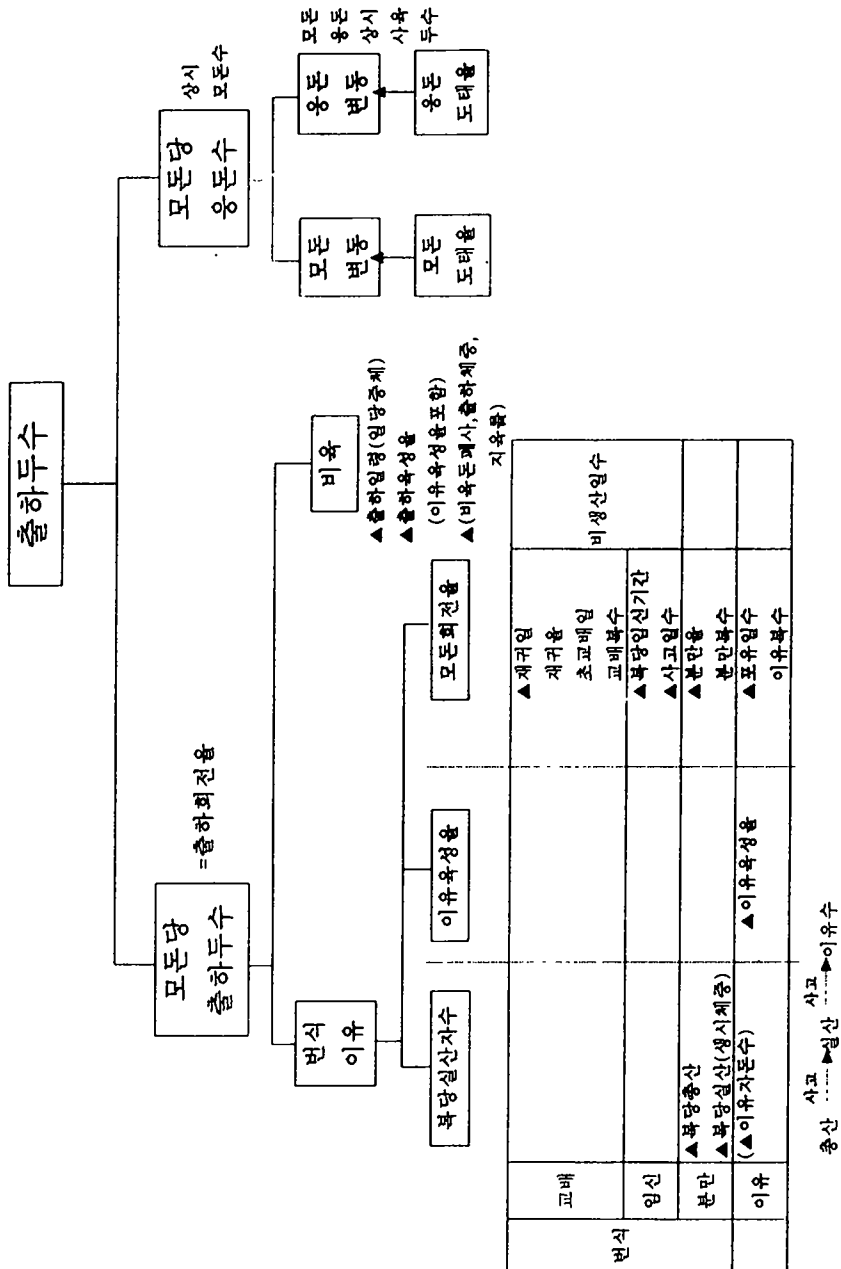 출하두수
모돈당
출하두수
=출하회전율
모돈당
웅돈수
상시
모돈수
번식
이유
비육
▲출하일령(일당증체)
▲출하육성율
(이유육성율포함)
▲(비육돈폐사,출하체중,
지육율)
모돈
변동
웅돈
변동
모돈
웅돈
상시
사육
두수
모돈
도태율
웅돈
도태율
복당실산자수
이유육성율
모돈회전율
번식
교배
▲재귀일
재귀율
초교배일
교배복수
비생산일수
임신
▲복당임신기간
▲사고일수
분만
▲복당총산
▲복당실산(생시체중)
▲분만율
분만복수
이유
(▲이유자돈수)
▲이유육성율
▲포유일수
이유복수
총산 사고 실산 사고 이유수